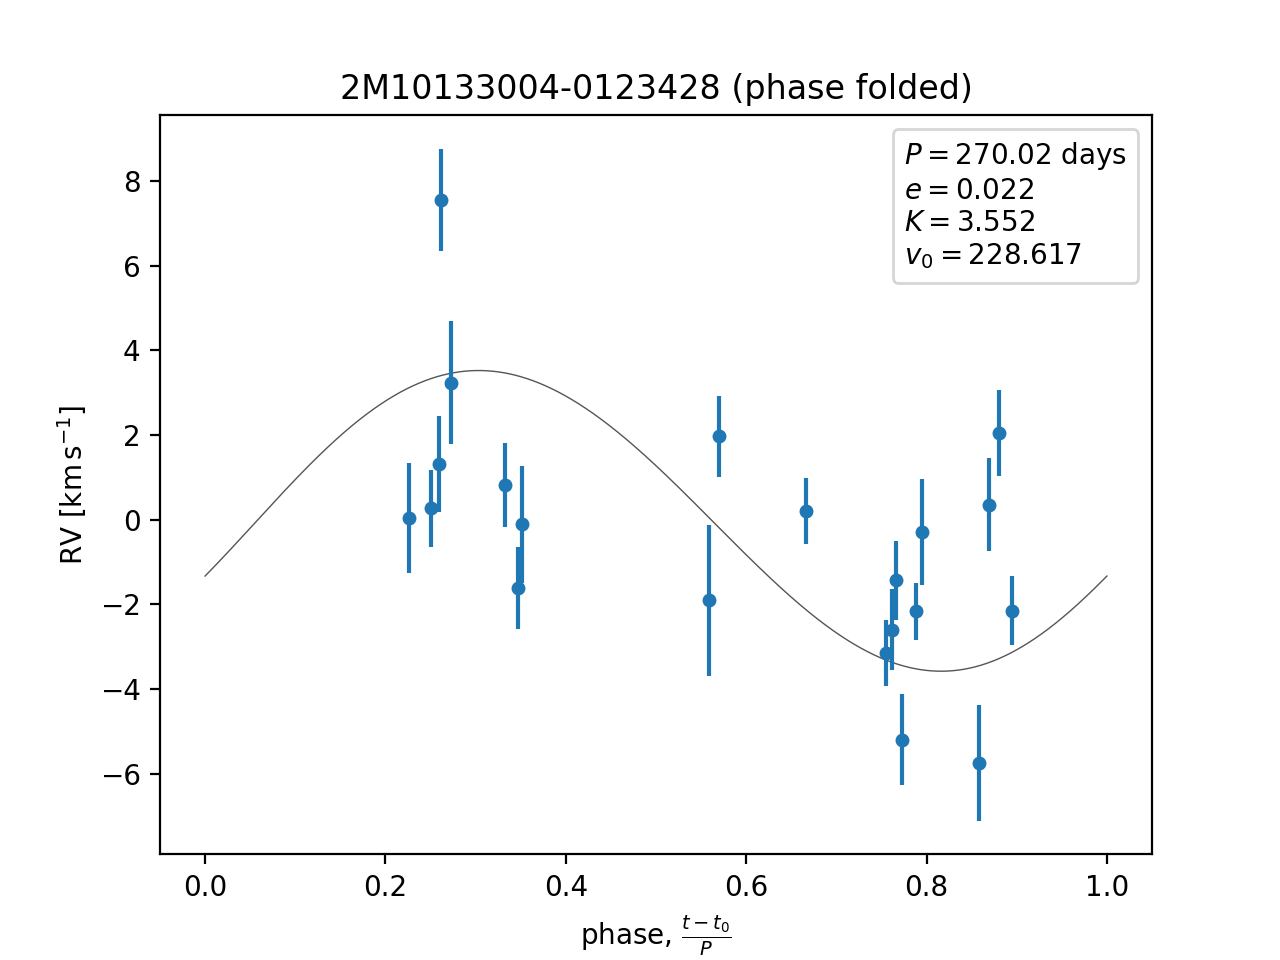 2M10133004-0123428 (phase folded)
P = 270.02 days
e = 0.022
K = 3.552
v₀ = 228.617
8
6
4
2
0
−2
−4
−6
RV [km s⁻¹]
0.0 0.2 0.4 0.6 0.8 1.0
phase, (t − t₀)/P